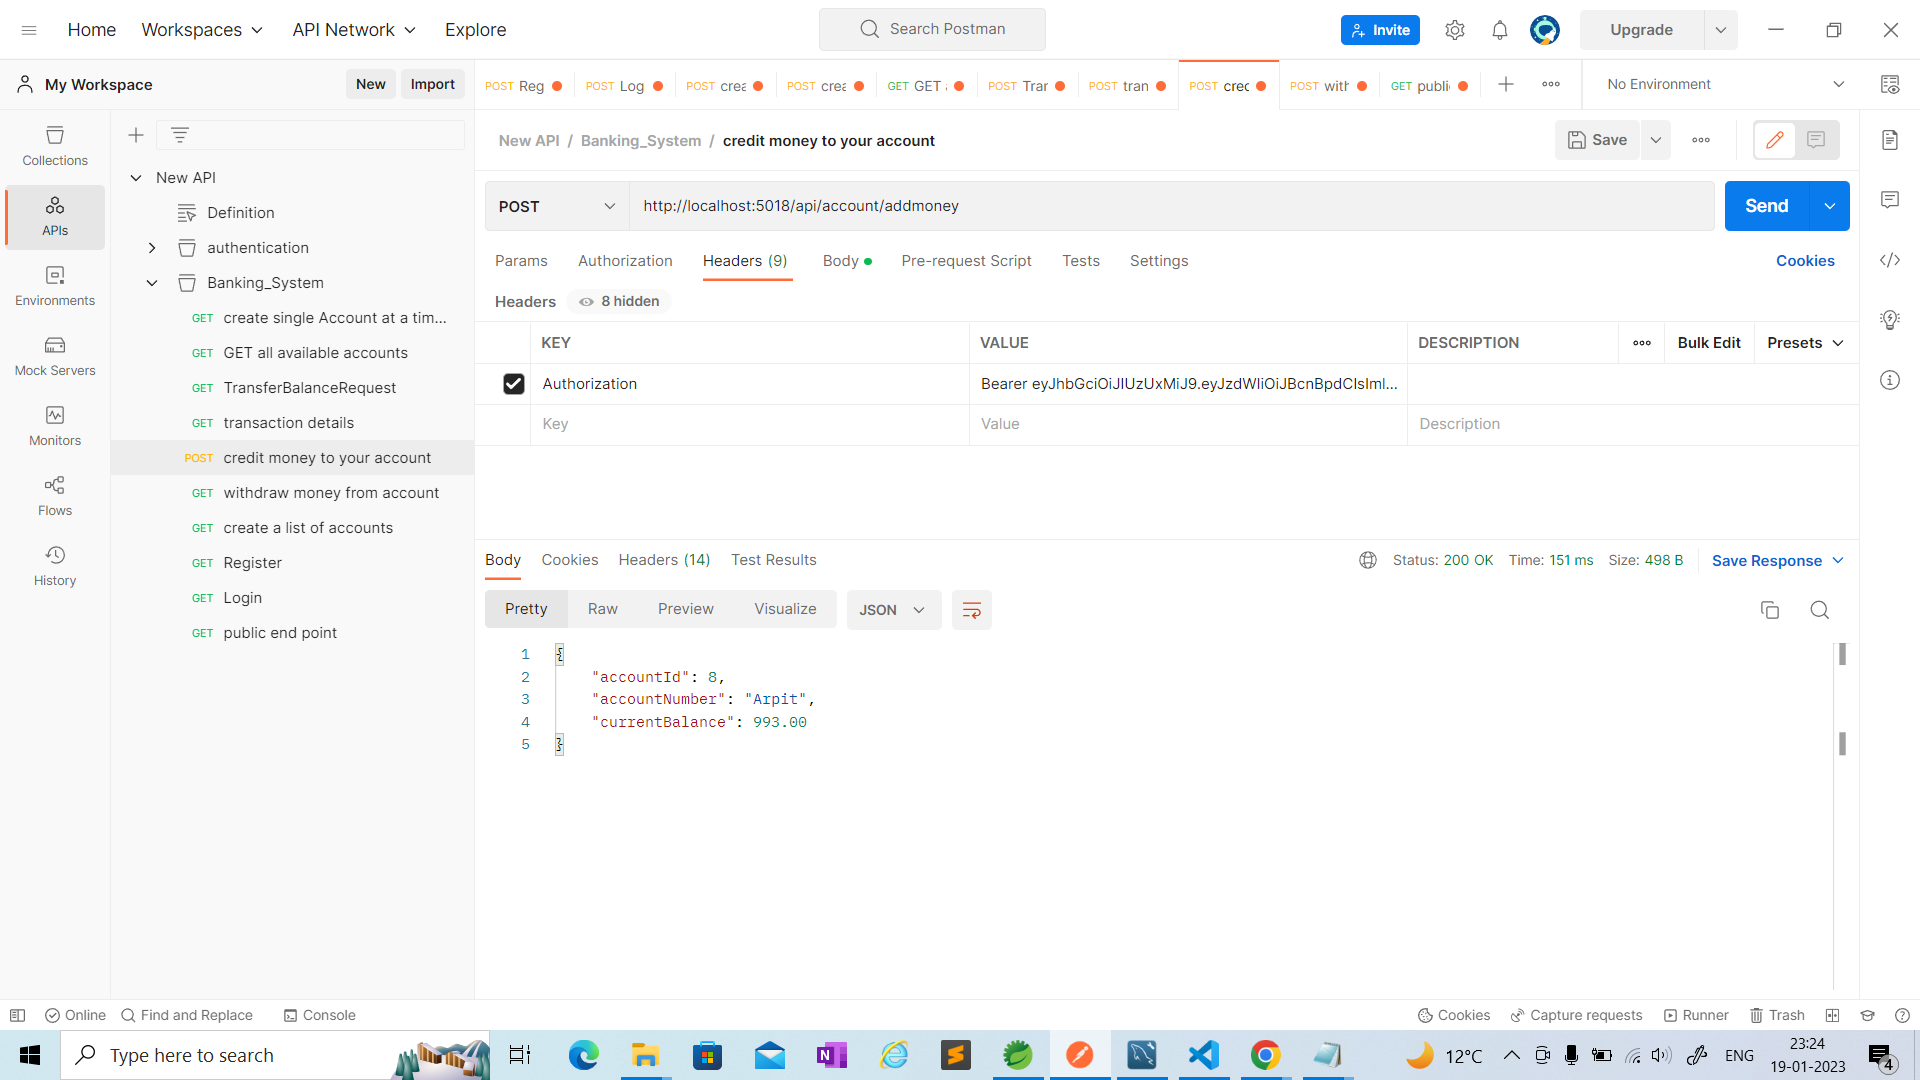 Home
Workspaces
API Network
Explore
Search Postman
Invite
Upgrade
My Workspace
New
Import
POST Reg
POST Log
POST crea
POST crea
GET GET
POST Trar
POST tran
POST cred
POST with
GET public
No Environment
Collections
APIs
Environments
Mock Servers
Monitors
Flows
History
New API
Definition
authentication
Banking_System
GET create single Account at a tim...
GET GET all available accounts
GET TransferBalanceRequest
GET transaction details
POST credit money to your account
GET withdraw money from account
GET create a list of accounts
GET Register
GET Login
GET public end point
New API / Banking_System / credit money to your account
Save
POST
http://localhost:5018/api/account/addmoney
Send
Params
Authorization
Headers (9)
Body
Pre-request Script
Tests
Settings
Cookies
Headers
8 hidden
KEY
VALUE
DESCRIPTION
Bulk Edit
Presets
Authorization
Key
Value
Description
Body
Cookies
Headers (14)
Test Results
Status: 200 OK
Time: 151 ms
Size: 498 B
Save Response
Pretty
Raw
Preview
Visualize
JSON
1 {
2 "accountId": 8,
3 "accountNumber": "Arpit",
4 "currentBalance": 993.00
5 }
Online
Find and Replace
Console
Cookies
Capture requests
Runner
Trash
Type here to search
12°C
ENG
23:24
19-01-2023
4